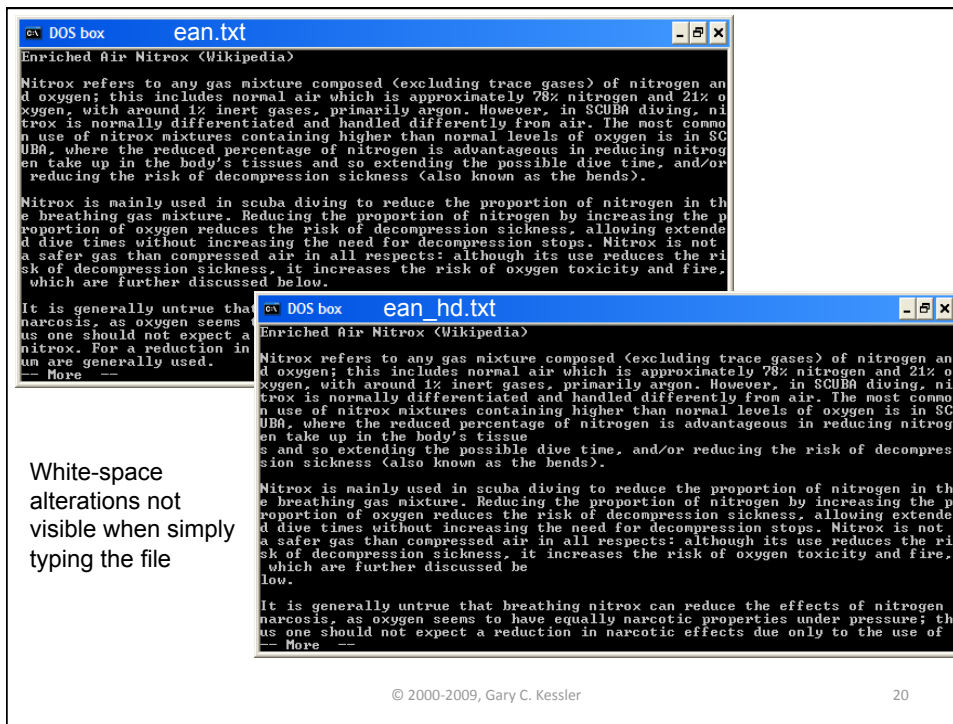 DOS box ean.txt
Enriched Air Nitrox (Wikipedia)
Nitrox refers to any gas mixture composed (excluding trace gases) of nitrogen an
d oxygen; this includes normal air which is approximately 78% nitrogen and 21% o
xygen, with around 1% inert gases, primarily argon. However, in SCUBA diving, ni
trox is normally differentiated and handled differently from air. The most commo
n use of nitrox mixtures containing higher than normal levels of oxygen is in SC
UBA, where the reduced percentage of nitrogen is advantageous in reducing nitrog
en take up in the body's tissues and so extending the possible dive time, and/or
reducing the risk of decompression sickness (also known as the bends).
Nitrox is mainly used in scuba diving to reduce the proportion of nitrogen in th
e breathing gas mixture. Reducing the proportion of nitrogen by increasing the p
roportion of oxygen reduces the risk of decompression sickness, allowing extende
d dive times without increasing the need for decompression stops. Nitrox is not
a safer gas than compressed air in all respects: although its use reduces the ri
sk of decompression sickness, it increases the risk of oxygen toxicity and fire,
which are further discussed below.
It is generally untrue tha
narcosis, as oxygen seems
us one should not expect a
nitrox. For a reduction in
um are generally used.
-- More --
DOS box ean_hd.txt
Enriched Air Nitrox (Wikipedia)
Nitrox refers to any gas mixture composed (excluding trace gases) of nitrogen an
d oxygen; this includes normal air which is approximately 78% nitrogen and 21% o
xygen, with around 1% inert gases, primarily argon. However, in SCUBA diving, ni
trox is normally differentiated and handled differently from air. The most commo
n use of nitrox mixtures containing higher than normal levels of oxygen is in SC
UBA, where the reduced percentage of nitrogen is advantageous in reducing nitrog
en take up in the body's tissue
s and so extending the possible dive time, and/or reducing the risk of decompres
sion sickness (also known as the bends).
Nitrox is mainly used in scuba diving to reduce the proportion of nitrogen in th
e breathing gas mixture. Reducing the proportion of nitrogen by increasing the p
roportion of oxygen reduces the risk of decompression sickness, allowing extende
d dive times without increasing the need for decompression stops. Nitrox is not
a safer gas than compressed air in all respects: although its use reduces the ri
sk of decompression sickness, it increases the risk of oxygen toxicity and fire,
which are further discussed be
low.
It is generally untrue that breathing nitrox can reduce the effects of nitrogen
narcosis, as oxygen seems to have equally narcotic properties under pressure; th
us one should not expect a reduction in narcotic effects due only to the use of
-- More --
White-space
alterations not
visible when simply
typing the file
© 2000-2009, Gary C. Kessler
20